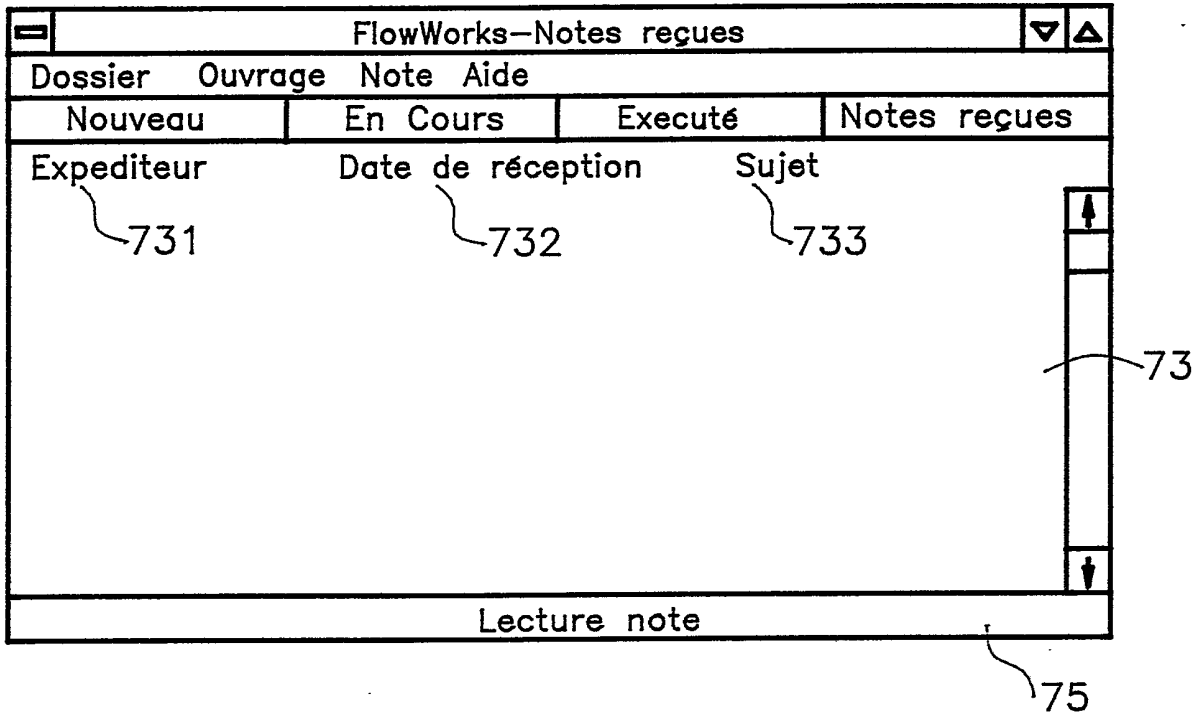 FlowWorks-Notes reçues
Dossier Ouvrage Note Aide
Nouveau En Cours Executé Notes reçues
Expediteur Date de réception Sujet
731 732 733
73
Lecture note
75